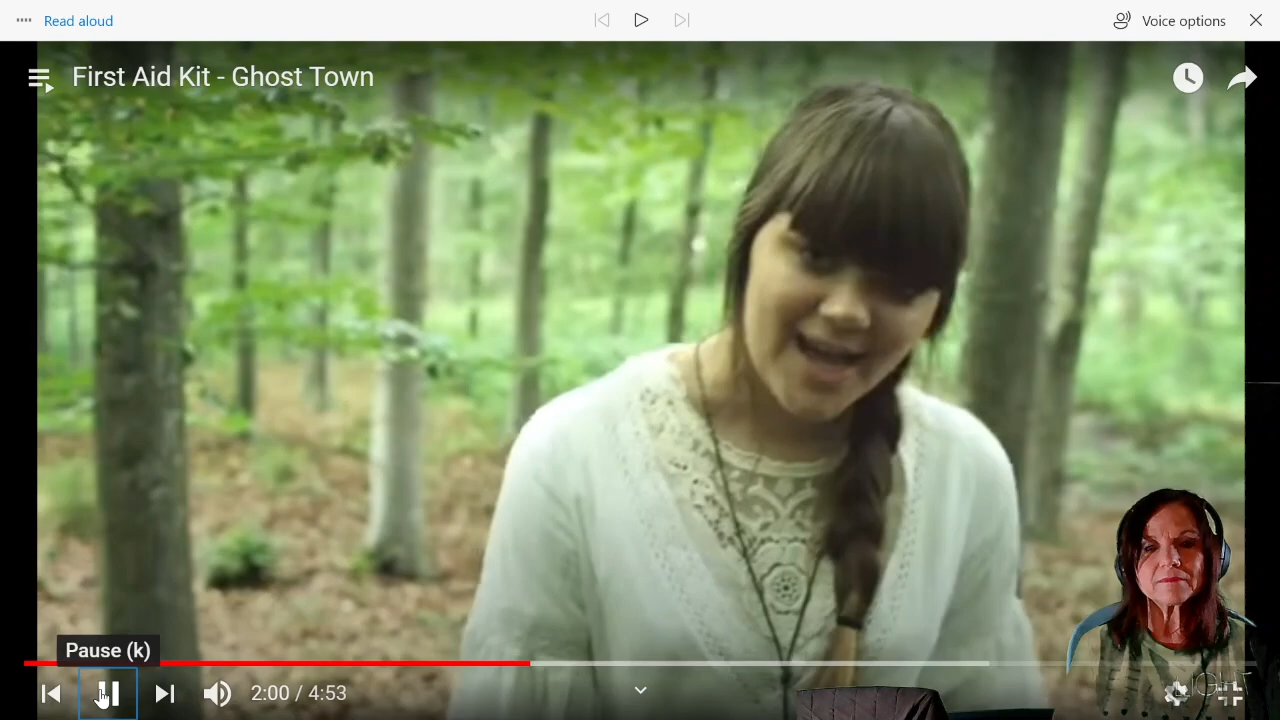 Read aloud
Voice options
First Aid Kit - Ghost Town
Pause (k)
2:00 / 4:53